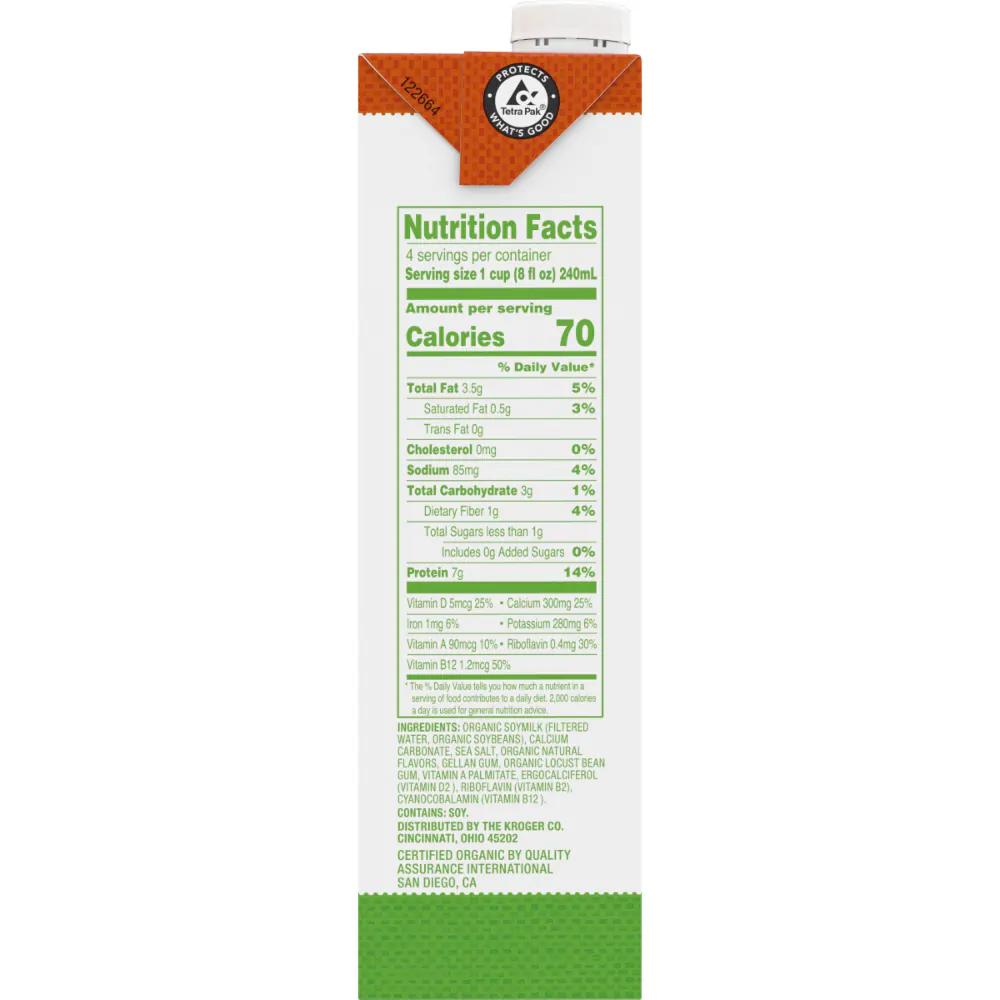 122664
PROTECTS
Tetra Pak®
WHAT'S GOOD
Nutrition Facts
4 servings per container
Serving size 1 cup (8 fl oz) 240mL
Amount per serving
Calories 70
% Daily Value*
Total Fat 3.5g 5%
Saturated Fat 0.5g 3%
Trans Fat 0g
Cholesterol 0mg 0%
Sodium 85mg 4%
Total Carbohydrate 3g 1%
Dietary Fiber 1g 4%
Total Sugars less than 1g
Includes 0g Added Sugars 0%
Protein 7g 14%
Vitamin D 5mcg 25% • Calcium 300mg 25%
Iron 1mg 6% • Potassium 280mg 6%
Vitamin A 90mcg 10% • Riboflavin 0.4mg 30%
Vitamin B12 1.2mcg 50%
* The % Daily Value tells you how much a nutrient in a
serving of food contributes to a daily diet. 2,000 calories
a day is used for general nutrition advice.
INGREDIENTS: ORGANIC SOYMILK (FILTERED
WATER, ORGANIC SOYBEANS), CALCIUM
CARBONATE, SEA SALT, ORGANIC NATURAL
FLAVORS, GELLAN GUM, ORGANIC LOCUST BEAN
GUM, VITAMIN A PALMITATE, ERGOCALCIFEROL
(VITAMIN D2 ), RIBOFLAVIN (VITAMIN B2),
CYANOCOBALAMIN (VITAMIN B12 ).
CONTAINS: SOY.
DISTRIBUTED BY THE KROGER CO.
CINCINNATI, OHIO 45202
CERTIFIED ORGANIC BY QUALITY
ASSURANCE INTERNATIONAL
SAN DIEGO, CA